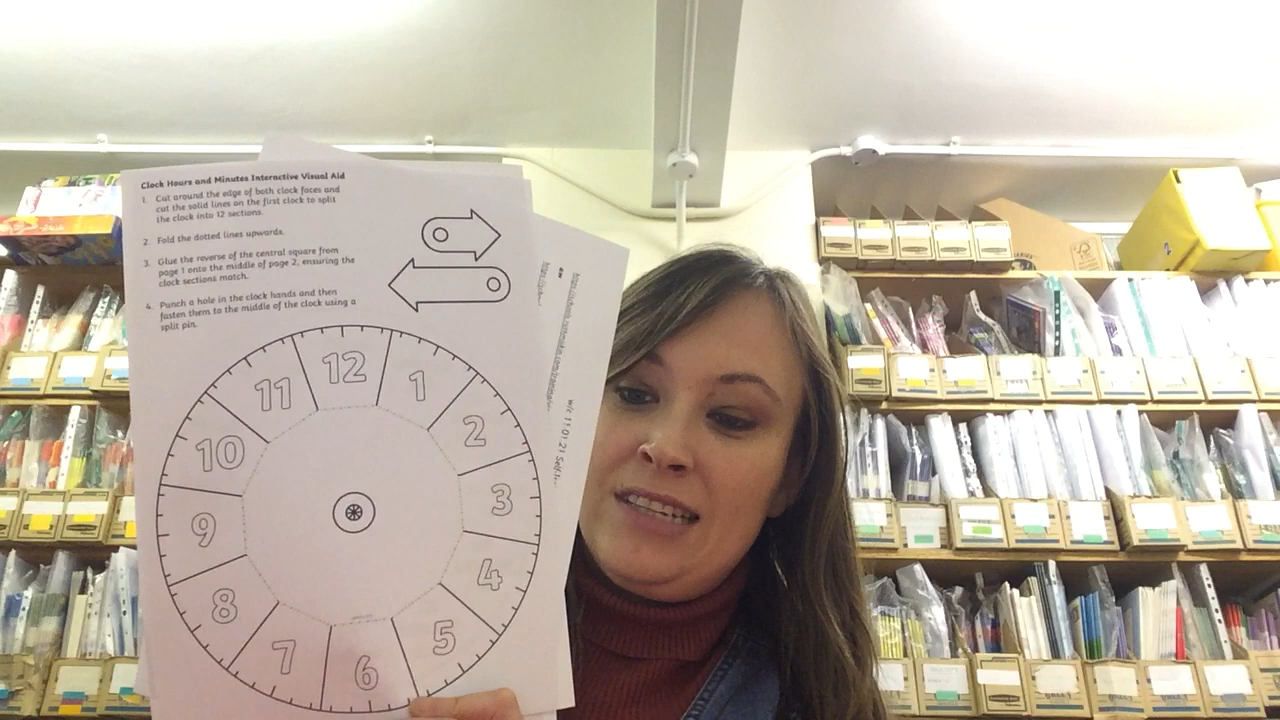 Clock Hours and Minutes Interactive Visual Aid
1. Cut around the edge of both clock faces and
cut the solid lines on the first clock to split
the clock into 12 sections.
2. Fold the dotted lines upwards.
3. Glue the reverse of the central square from
page 1 onto the middle of page 2, ensuring the
clock sections match.
4. Punch a hole in the clock hands and then
fasten them to the middle of the clock using a
split pin.
12
1
2
3
4
5
6
7
8
9
10
11
FSC